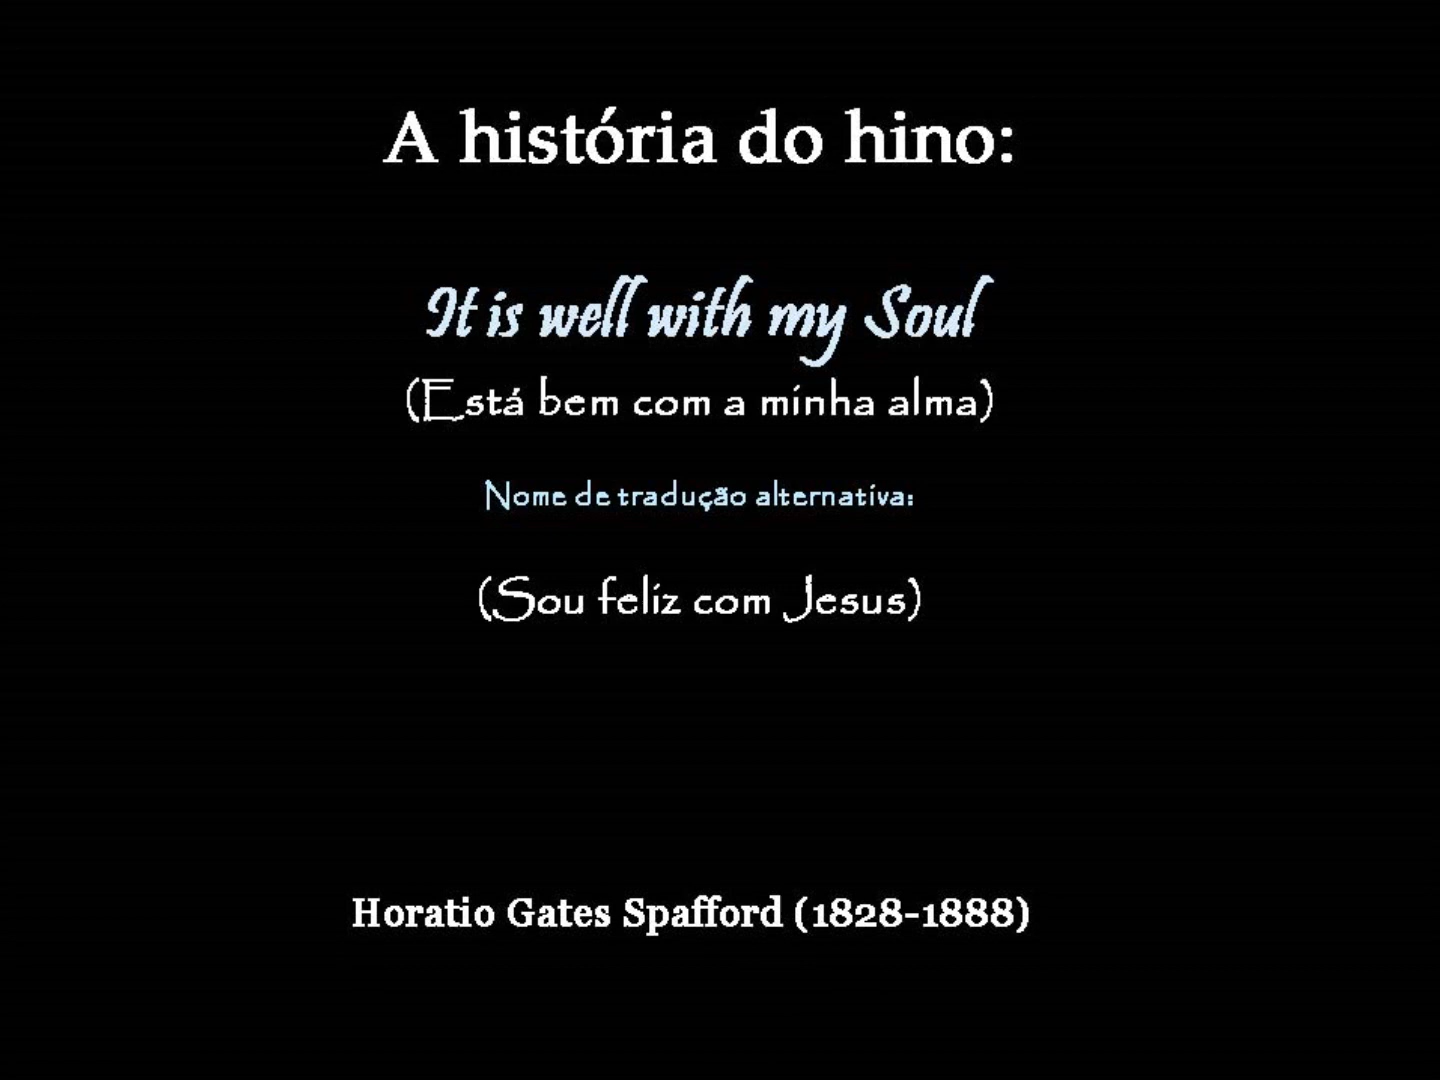 A história do hino:
It is well with my Soul
(Está bem com a minha alma)
Nome de tradução alternativa:
(Sou feliz com Jesus)
Horatio Gates Spafford (1828-1888)